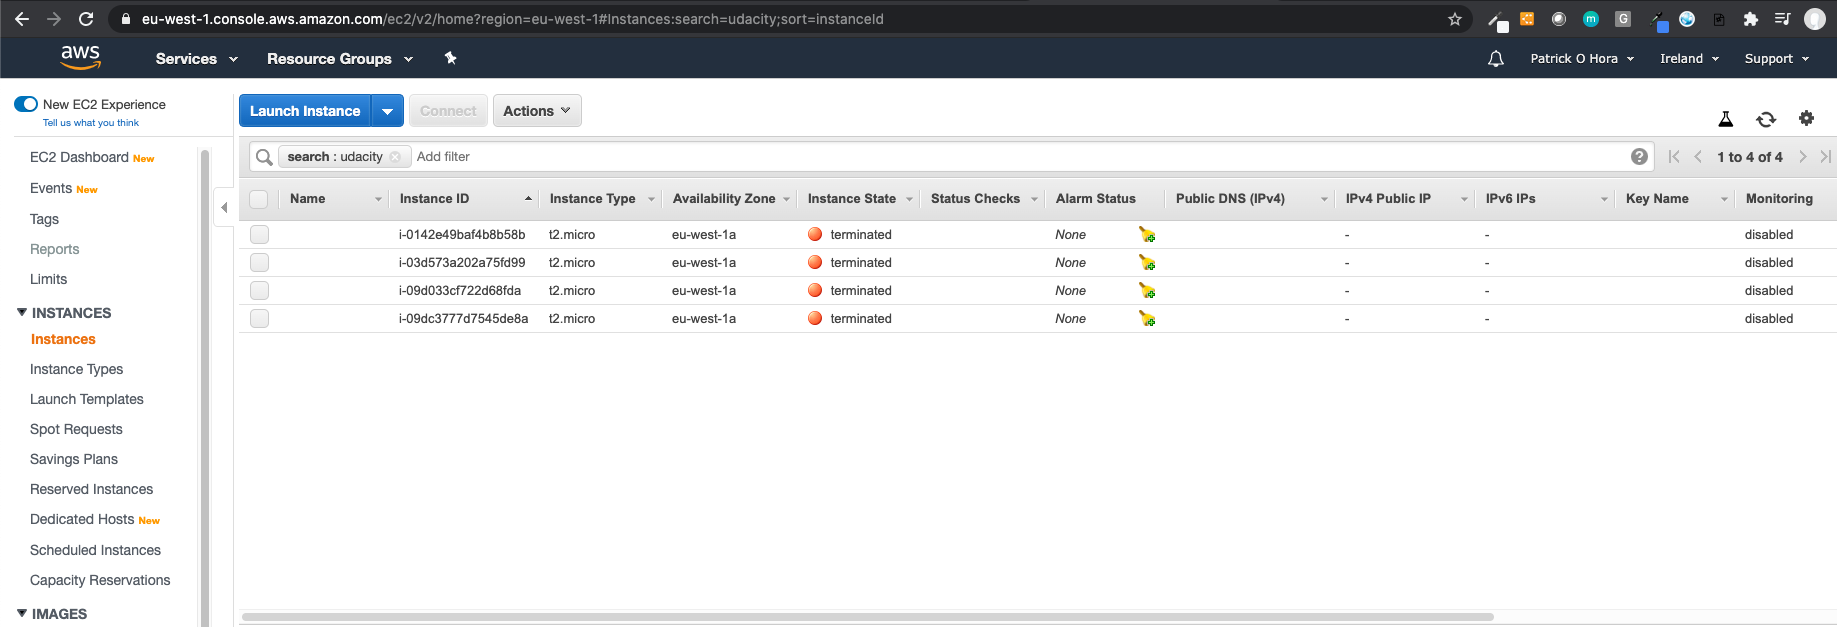 eu-west-1.console.aws.amazon.com/ec2/v2/home?region=eu-west-1#Instances:search=udacity;sort=instanceId
aws Services Resource Groups Patrick O Hora Ireland Support
New EC2 Experience
Tell us what you think
EC2 Dashboard New
Events New
Tags
Reports
Limits
INSTANCES
Instances
Instance Types
Launch Templates
Spot Requests
Savings Plans
Reserved Instances
Dedicated Hosts New
Scheduled Instances
Capacity Reservations
IMAGES
Launch Instance Connect Actions
search : udacity Add filter 1 to 4 of 4
Name Instance ID Instance Type Availability Zone Instance State Status Checks Alarm Status Public DNS (IPv4) IPv4 Public IP IPv6 IPs Key Name Monitoring
i-0142e49baf4b8b58b t2.micro eu-west-1a terminated None - - disabled
i-03d573a202a75fd99 t2.micro eu-west-1a terminated None - - disabled
i-09d033cf722d68fda t2.micro eu-west-1a terminated None - - disabled
i-09dc3777d7545de8a t2.micro eu-west-1a terminated None - - disabled